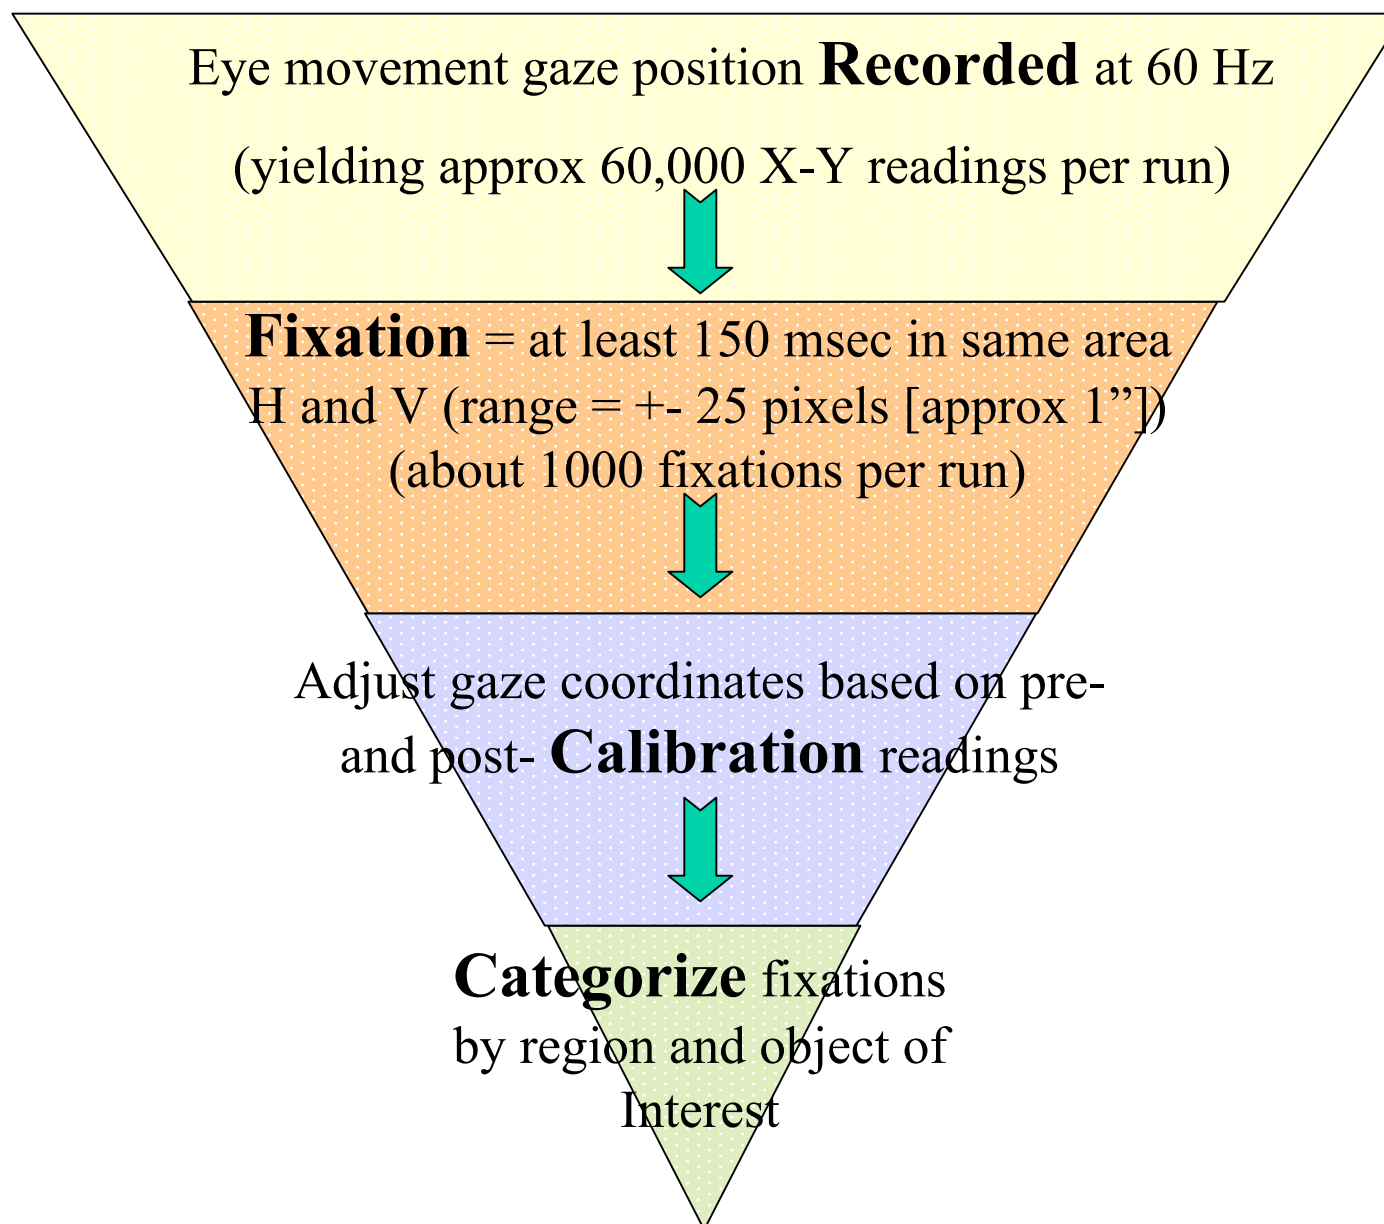 Eye movement gaze position Recorded at 60 Hz
(yielding approx 60,000 X-Y readings per run)
Fixation = at least 150 msec in same area
H and V (range = +- 25 pixels [approx 1”])
(about 1000 fixations per run)
Adjust gaze coordinates based on pre-
and post- Calibration readings
Categorize fixations
by region and object of
Interest